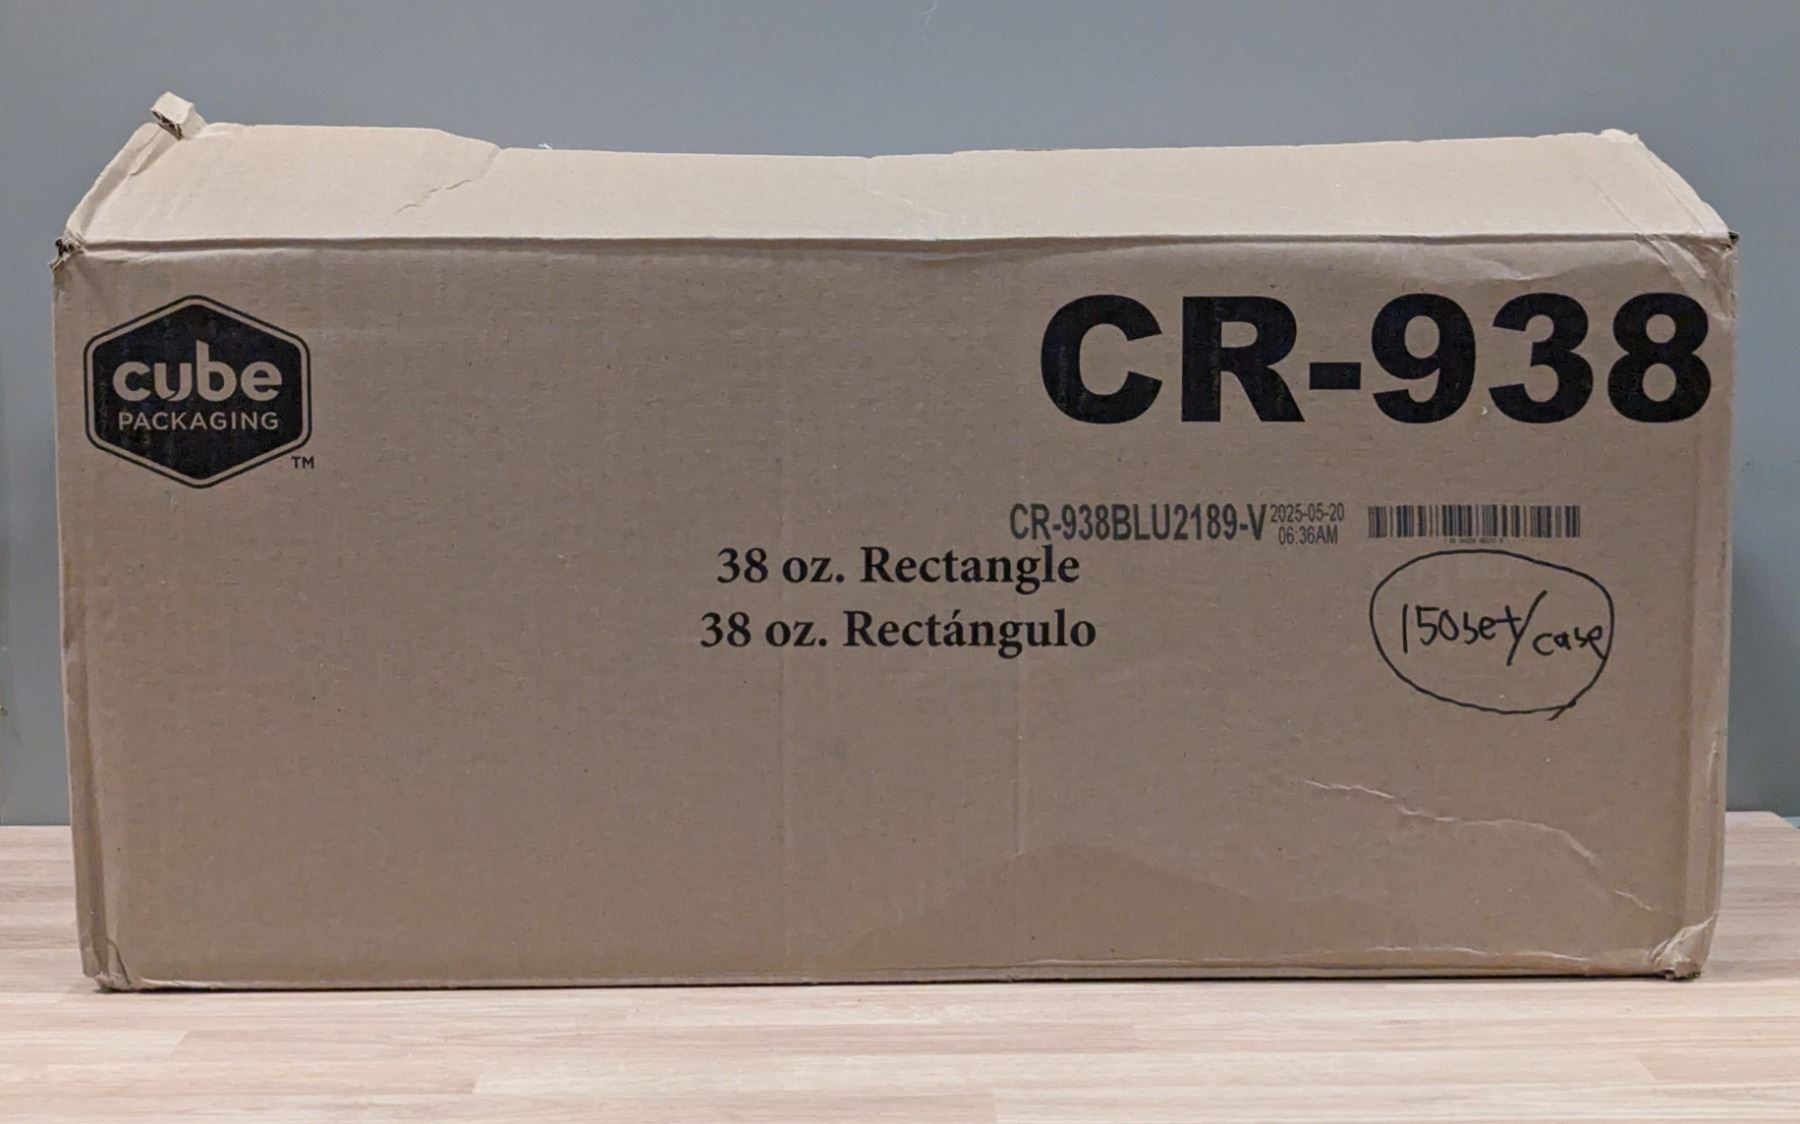 cube
PACKAGING
TM
CR-938
CR-938BLU2189-V 2025-05-20
06:36AM
38 oz. Rectangle
38 oz. Rectángulo
150set/case